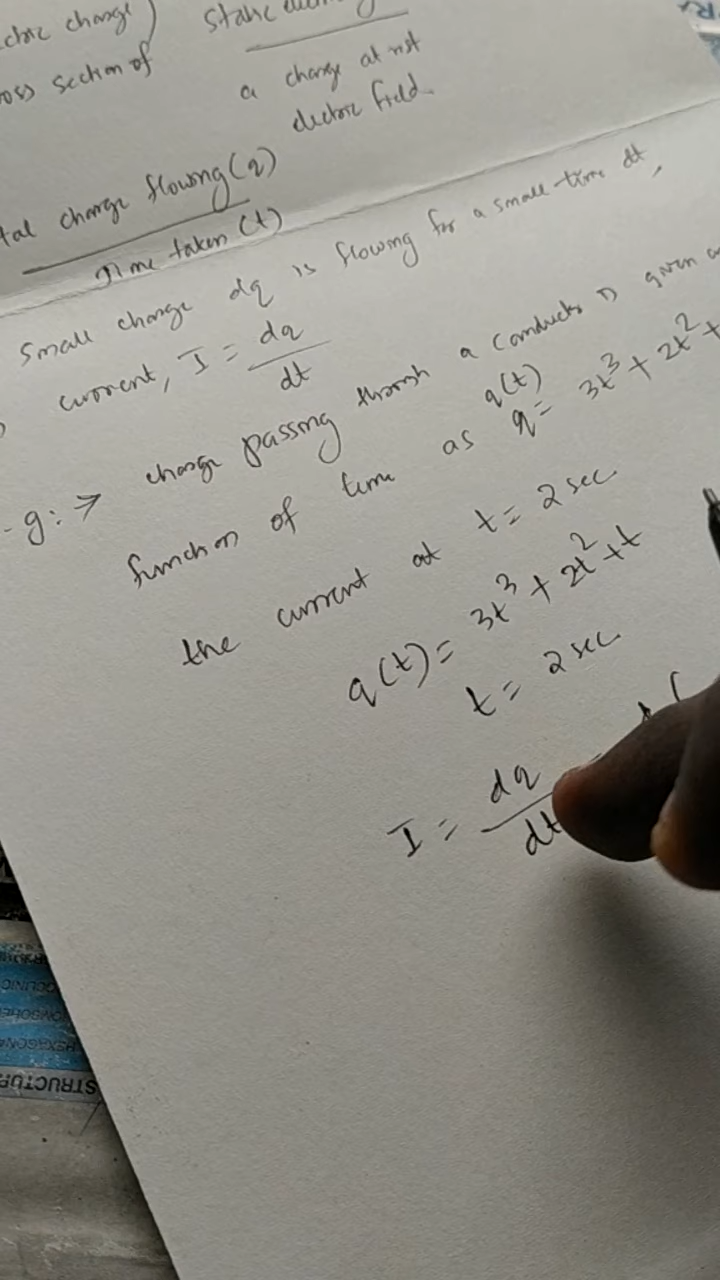 ctric change) static
oss section of a charge at rest
electric field.
tal charge flowing (q)
Time taken (t)
Small charge dq is flowing for a small time dt,
current, I = dq
dt
-g:→ charge passing through a conductor is given a
function of time as q(t)
q = 3t³ + 2t² +
the current at t = 2 sec
q(t) = 3t³ + 2t² + t
t = 2 sec
I = dq
dt
STRUCTUR